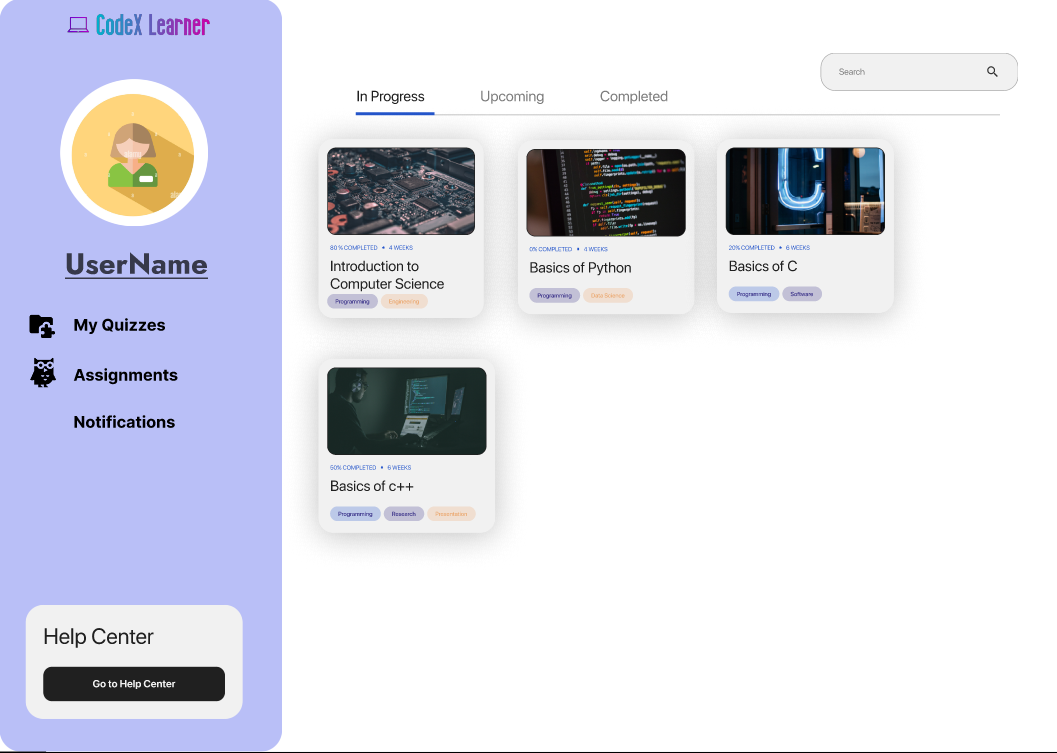 CodeX Learner
UserName
My Quizzes
Assignments
Notifications
Help Center
Go to Help Center
Search
In Progress
Upcoming
Completed
80% COMPLETED • 4 WEEKS
Introduction to
Computer Science
Programming
Engineering
0% COMPLETED • 4 WEEKS
Basics of Python
Programming
Data Science
20% COMPLETED • 6 WEEKS
Basics of C
Programming
Software
50% COMPLETED • 6 WEEKS
Basics of c++
Programming
Research
Presentation